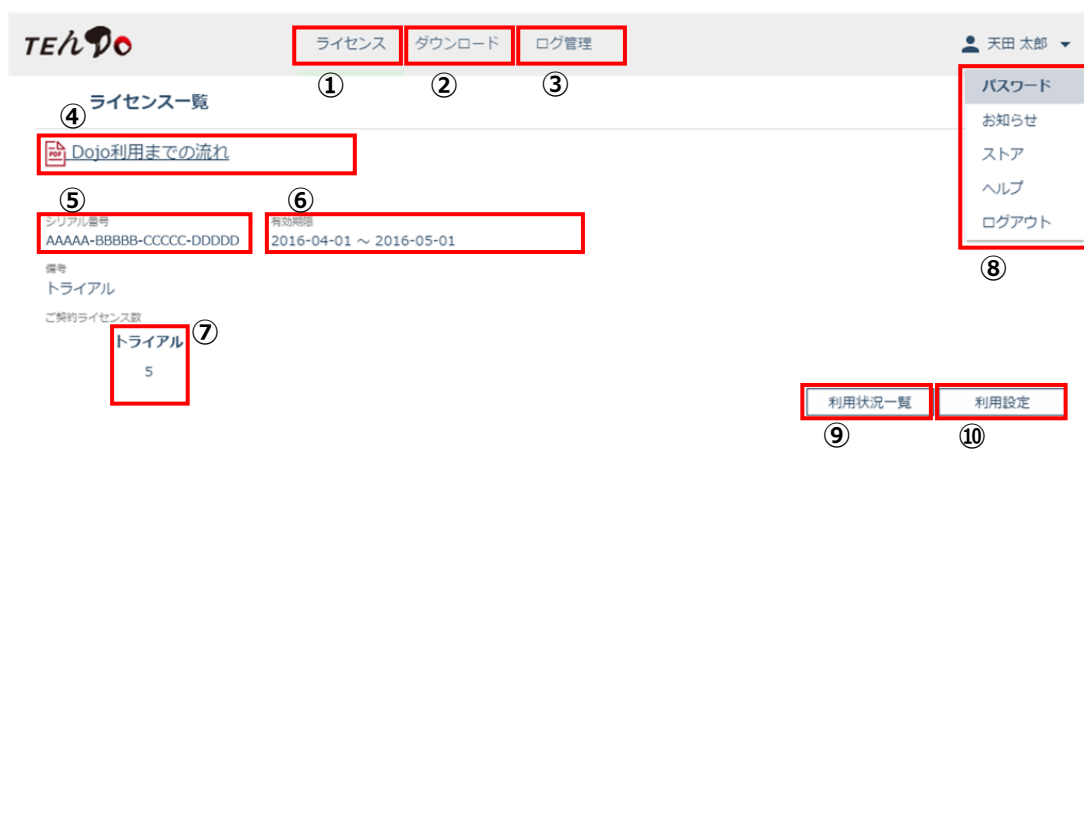 TEnDo
ライセンス ダウンロード ログ管理
天田 太郎
① ② ③
パスワード
お知らせ
ストア
ヘルプ
ログアウト
⑧
ライセンス一覧
④
PDF Dojo利用までの流れ
⑤ ⑥
シリアル番号 有効期限
AAAAA-BBBBB-CCCCC-DDDDD 2016-04-01 ～ 2016-05-01
備考
トライアル
ご契約ライセンス数
トライアル ⑦
5
利用状況一覧 利用設定
⑨ ⑩